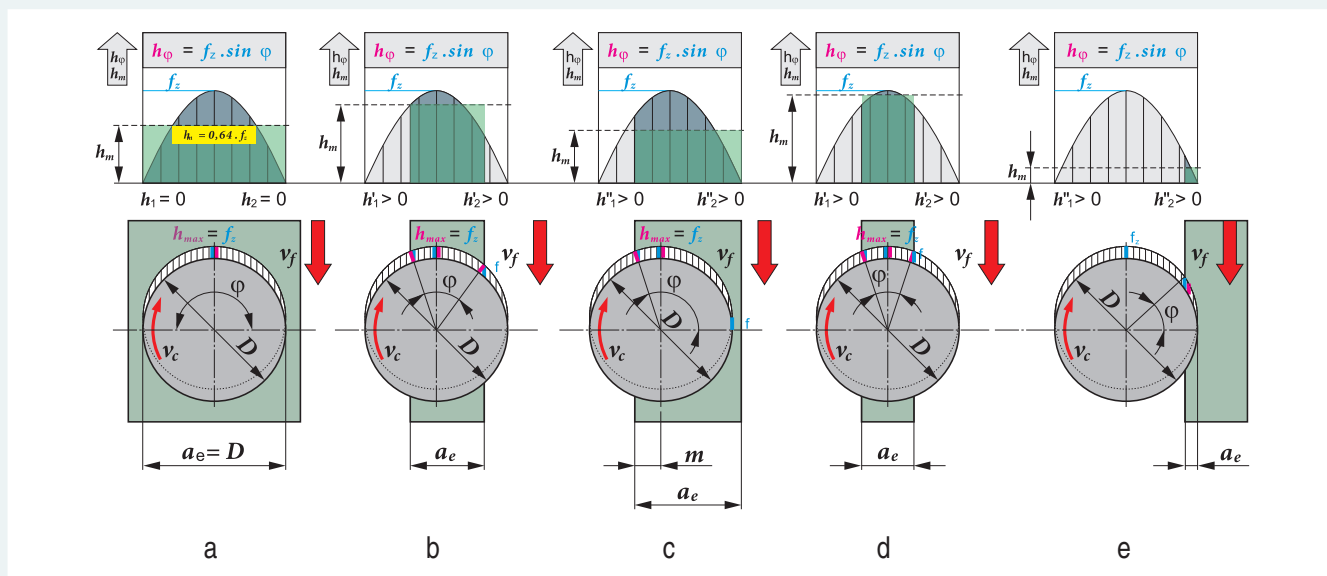 hφ hm
hφ = fz .sin φ
fz
hm = 0,64 . fz
hm
h1 = 0
h2 = 0
hmax = fz
vf
φ
D
vc
ae = D
a
hφ hm
hφ = fz .sin φ
fz
hm
h'1 > 0
h'2 > 0
hmax = fz
vf
f
φ
D
vc
ae
b
hφ hm
hφ = fz .sin φ
fz
hm
h"1 > 0
h"2 > 0
hmax = fz
vf
φ
D
f
vc
m
ae
c
hφ hm
hφ = fz .sin φ
fz
hm
h'1 > 0
h'2 > 0
hmax = fz
f
vf
φ
D
vc
ae
d
hφ hm
hφ = fz .sin φ
hm
h"1 > 0
h"2 > 0
fz
vf
D
φ
vc
ae
e